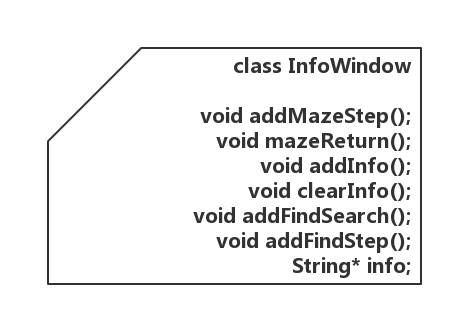 class InfoWindow
void addMazeStep();
void mazeReturn();
void addInfo();
void clearInfo();
void addFindSearch();
void addFindStep();
String* info;